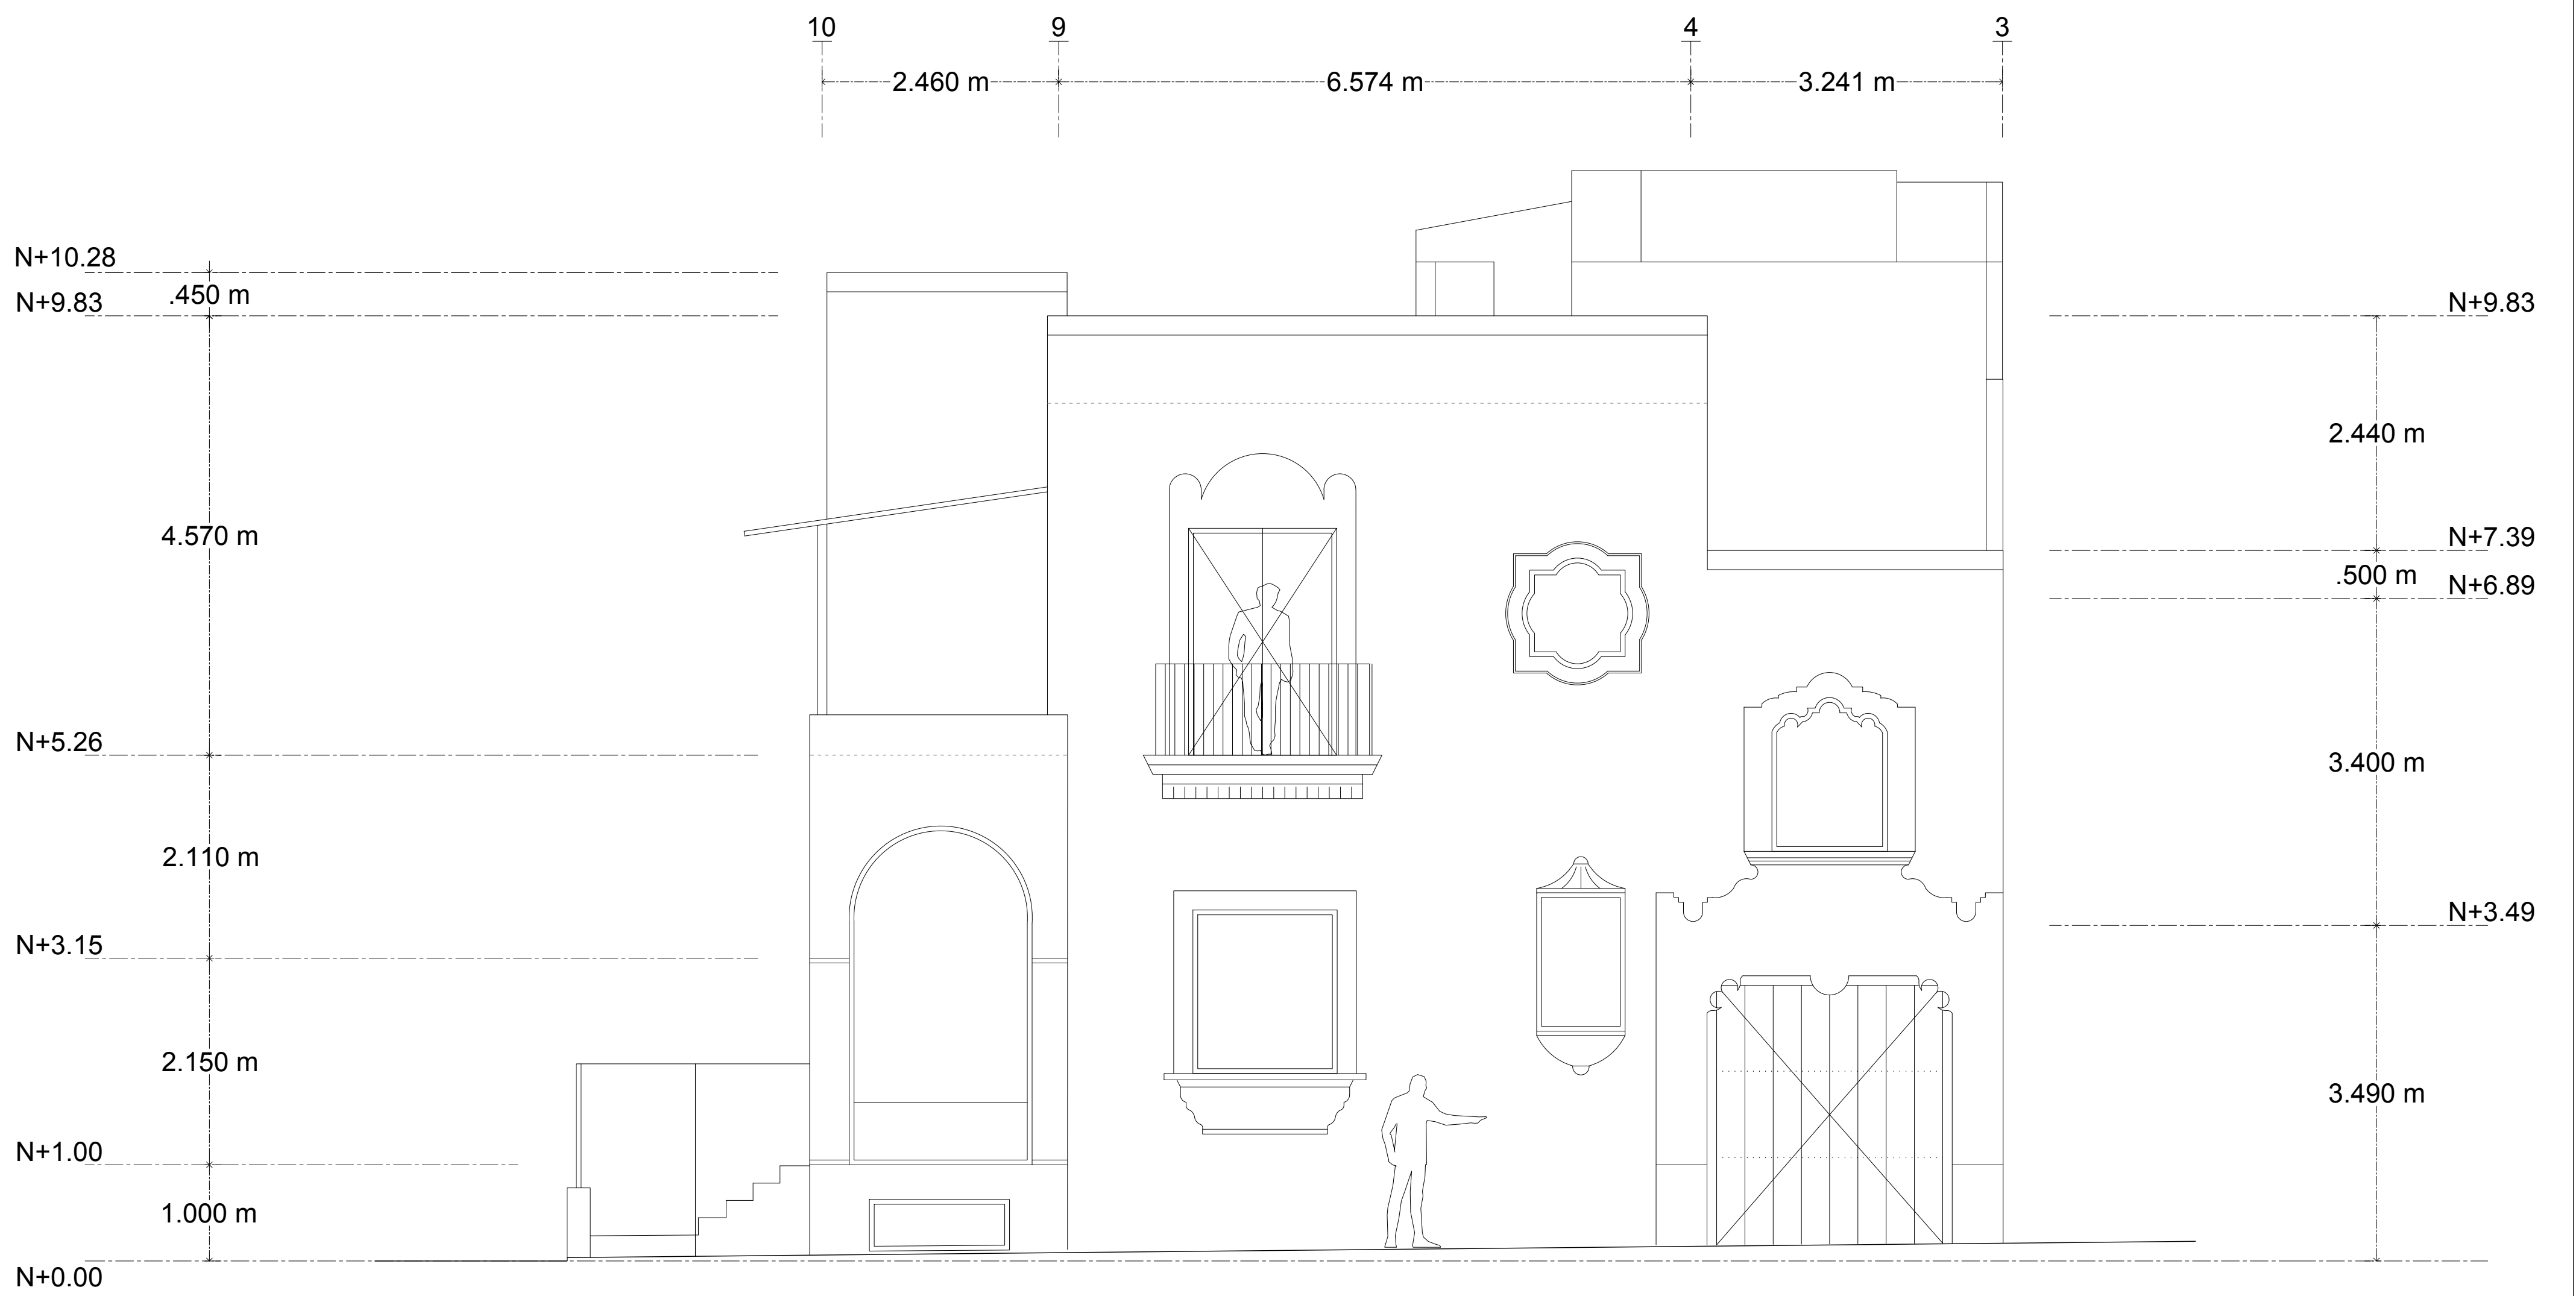 10 9 4 3
2.460 m 6.574 m 3.241 m
N+10.28
.450 m
N+9.83 N+9.83
2.440 m
4.570 m N+7.39
.500 m
N+6.89
N+5.26
3.400 m
2.110 m
N+3.49
N+3.15
2.150 m
3.490 m
N+1.00
1.000 m
N+0.00